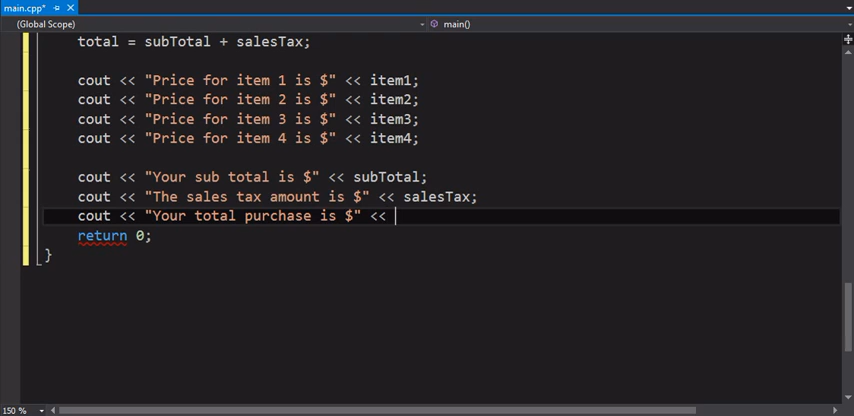 main.cpp*
(Global Scope) main()
total = subTotal + salesTax;
cout << "Price for item 1 is $" << item1;
cout << "Price for item 2 is $" << item2;
cout << "Price for item 3 is $" << item3;
cout << "Price for item 4 is $" << item4;
cout << "Your sub total is $" << subTotal;
cout << "The sales tax amount is $" << salesTax;
cout << "Your total purchase is $" <<
return 0;
}
150 %